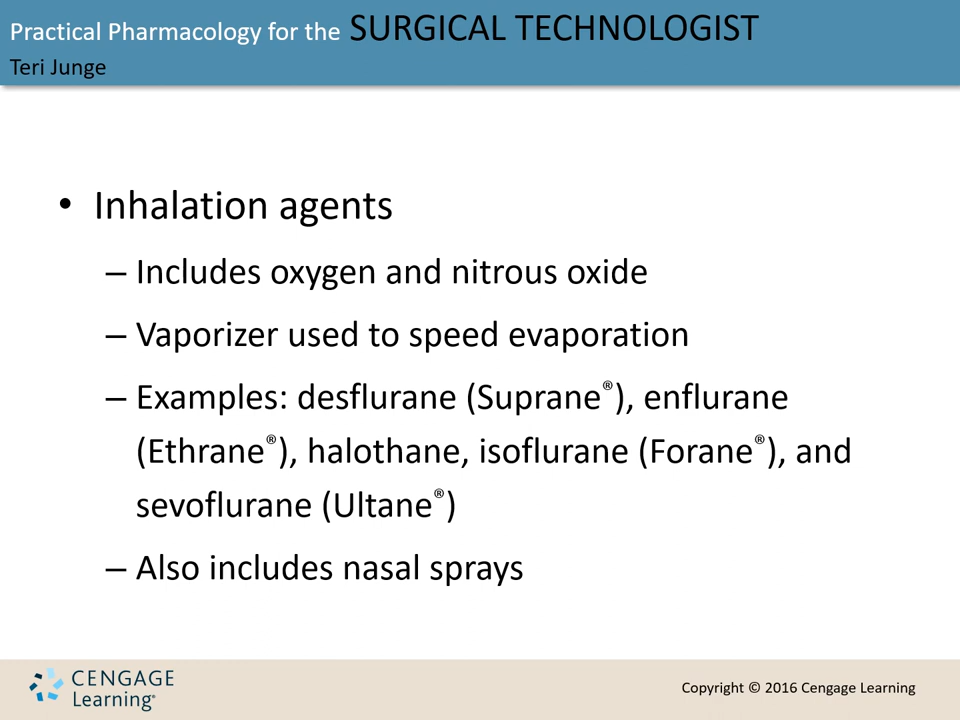 Practical Pharmacology for the SURGICAL TECHNOLOGIST
Teri Junge
• Inhalation agents
– Includes oxygen and nitrous oxide
– Vaporizer used to speed evaporation
– Examples: desflurane (Suprane®), enflurane
(Ethrane®), halothane, isoflurane (Forane®), and
sevoflurane (Ultane®)
– Also includes nasal sprays
CENGAGE
Learning®
Copyright © 2016 Cengage Learning